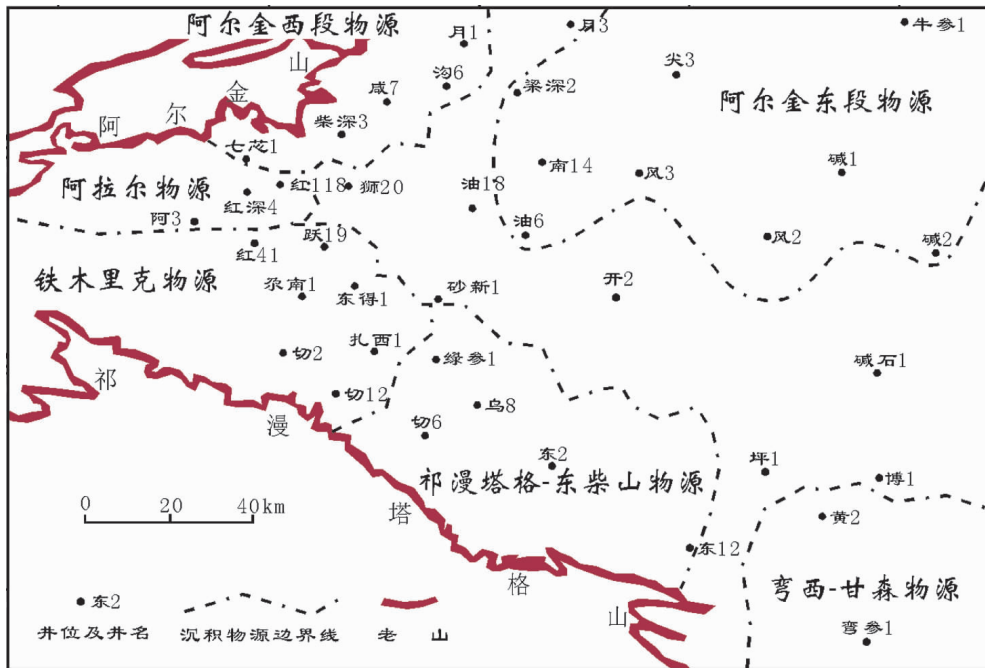 阿尔金西段物源
月1
月3
牛参1
沟6
尖3
咸7
梁深2
阿尔金东段物源
阿尔金山
柴深3
七芯1
南14
碱1
风3
阿拉尔物源
红118
狮20
红深4
油18
阿3
跃19
油6
风2
碱2
红41
铁木里克物源
尕南1
东得1
砂新1
开2
切2
扎西1
绿参1
碱石1
切12
乌8
切6
东2
坪1
博1
祁漫塔格-东柴山物源
黄2
东12
祁漫塔格山
弯西-甘森物源
弯参1
0 20 40km
东2
井位及井名
沉积物源边界线
老山